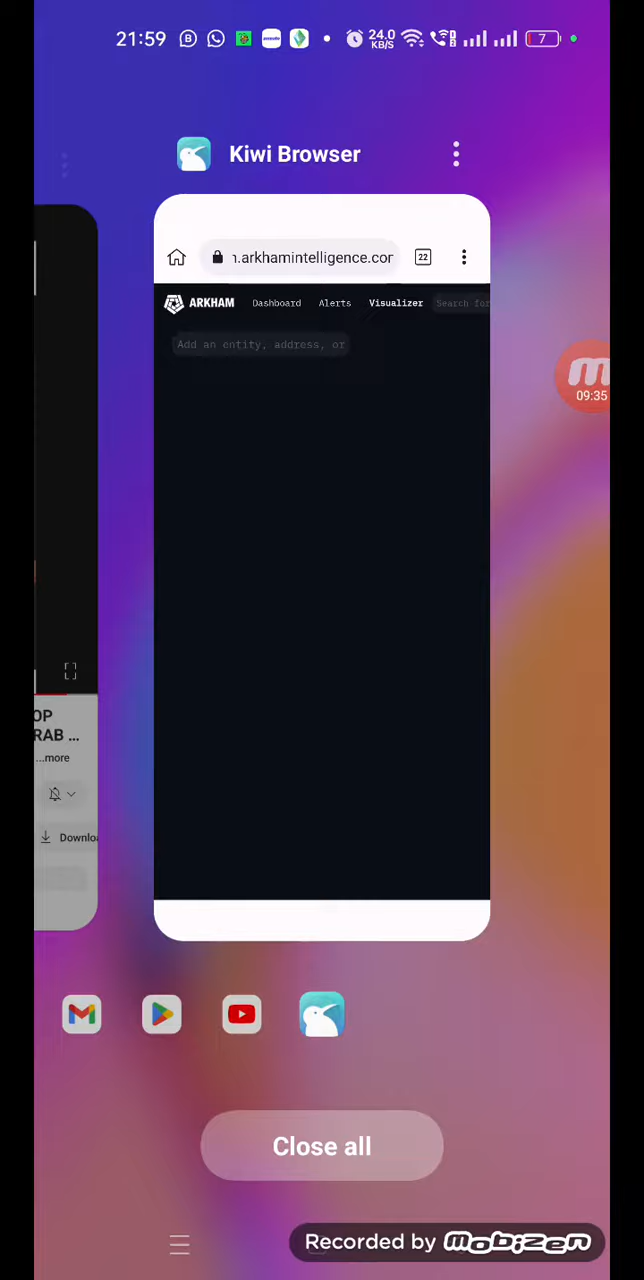 21:59
24.0
KB/S
7
Kiwi Browser
ı.arkhamintelligence.cor
22
ARKHAM
Dashboard
Alerts
Visualizer
Search for
Add an entity, address, or
09:35
OP
RAB ...
...more
Downloa
Close all
Recorded by mobizen